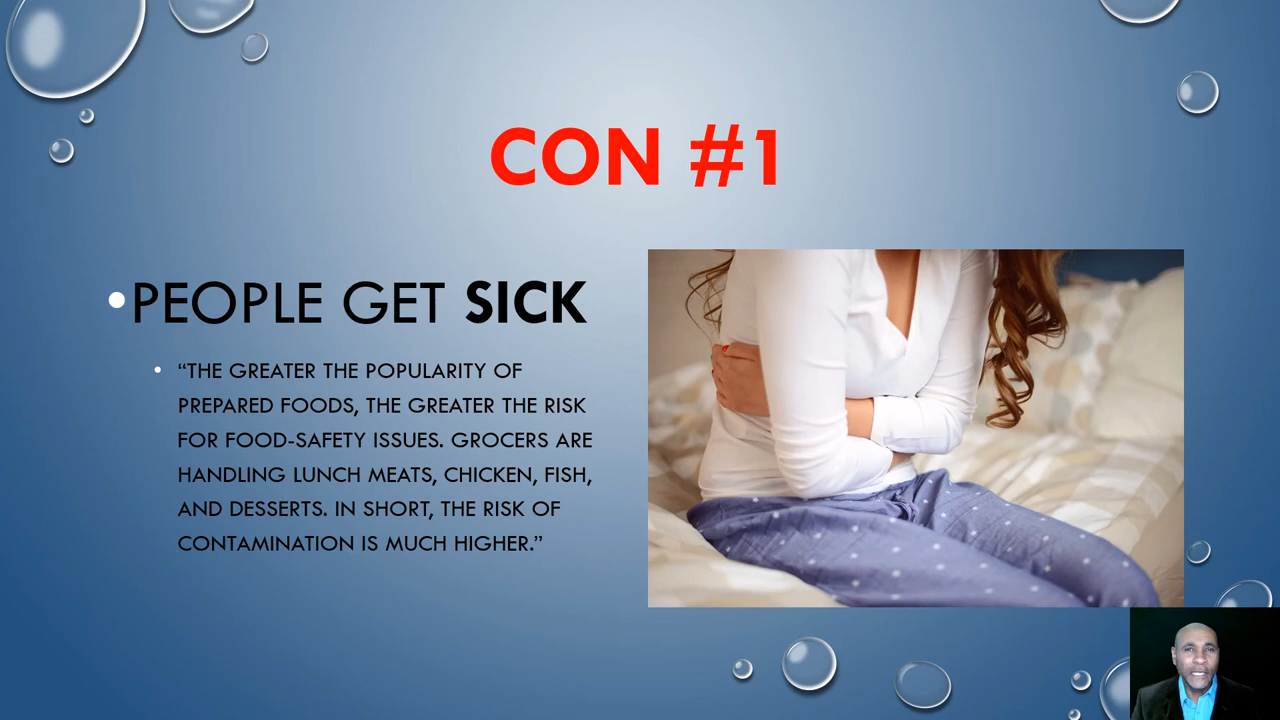 CON #1
•PEOPLE GET SICK
• “THE GREATER THE POPULARITY OF
PREPARED FOODS, THE GREATER THE RISK
FOR FOOD-SAFETY ISSUES. GROCERS ARE
HANDLING LUNCH MEATS, CHICKEN, FISH,
AND DESSERTS. IN SHORT, THE RISK OF
CONTAMINATION IS MUCH HIGHER.”